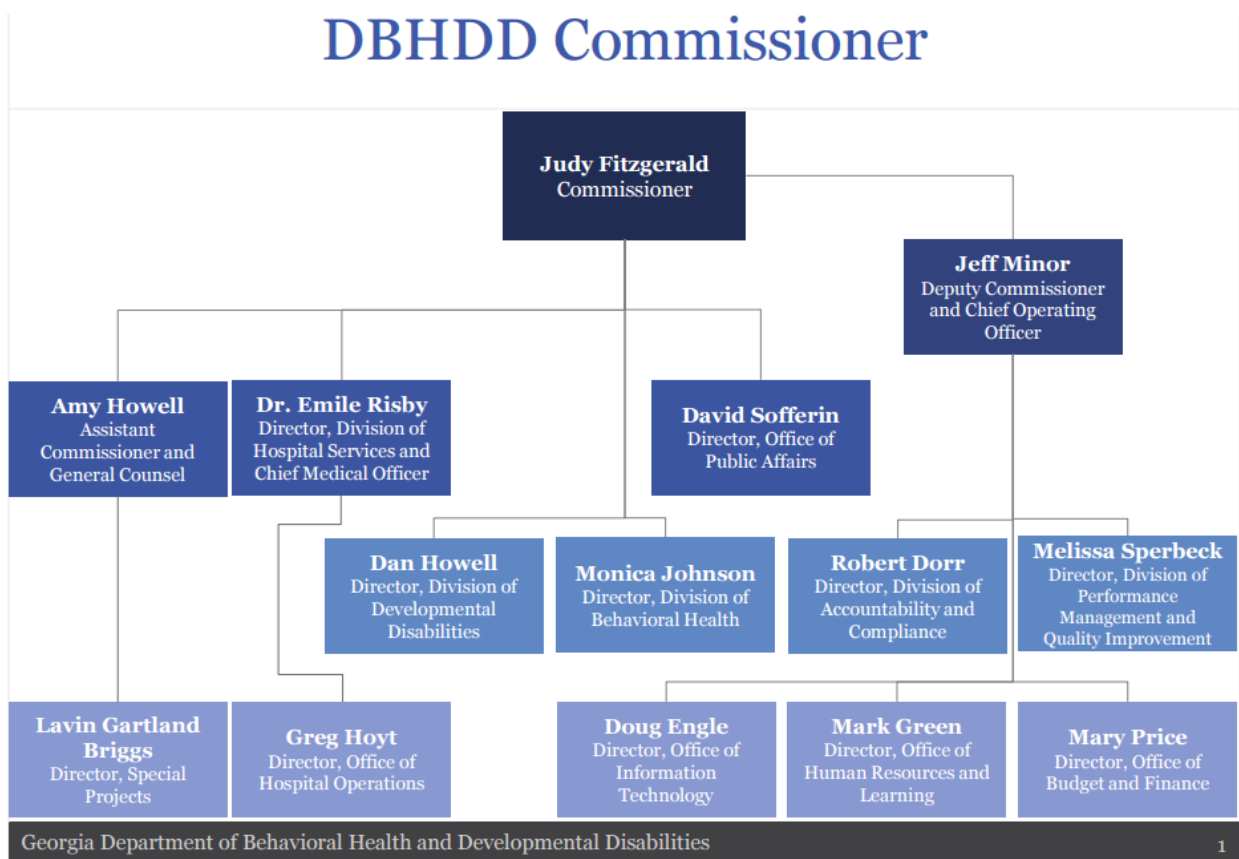 DBHDD Commissioner
Judy Fitzgerald
Commissioner
Jeff Minor
Deputy Commissioner
and Chief Operating
Officer
Amy Howell
Assistant
Commissioner and
General Counsel
Dr. Emile Risby
Director, Division of
Hospital Services and
Chief Medical Officer
David Sofferin
Director, Office of
Public Affairs
Dan Howell
Director, Division of
Developmental
Disabilities
Monica Johnson
Director, Division of
Behavioral Health
Robert Dorr
Director, Division of
Accountability and
Compliance
Melissa Sperbeck
Director, Division of
Performance
Management and
Quality Improvement
Lavin Gartland
Briggs
Director, Special
Projects
Greg Hoyt
Director, Office of
Hospital Operations
Doug Engle
Director, Office of
Information
Technology
Mark Green
Director, Office of
Human Resources and
Learning
Mary Price
Director, Office of
Budget and Finance
Georgia Department of Behavioral Health and Developmental Disabilities
1